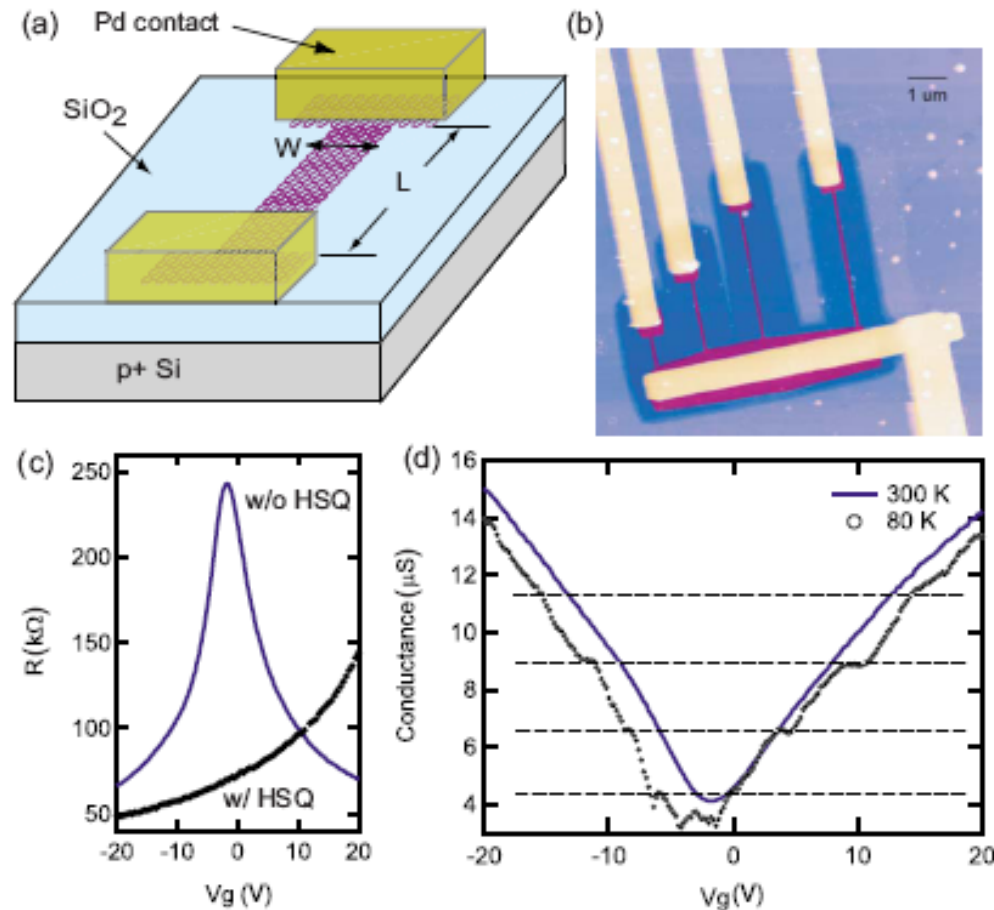 (a)
Pd contact
SiO2
W
L
p+ Si
(b)
1 um
(c)
250
200
150
100
50
R(kΩ)
w/o HSQ
w/ HSQ
-20 -10 0 10 20
Vg (V)
(d)
16
14
12
10
8
6
4
Conductance(μS)
300 K
80 K
-20 -10 0 10 20
Vg(V)